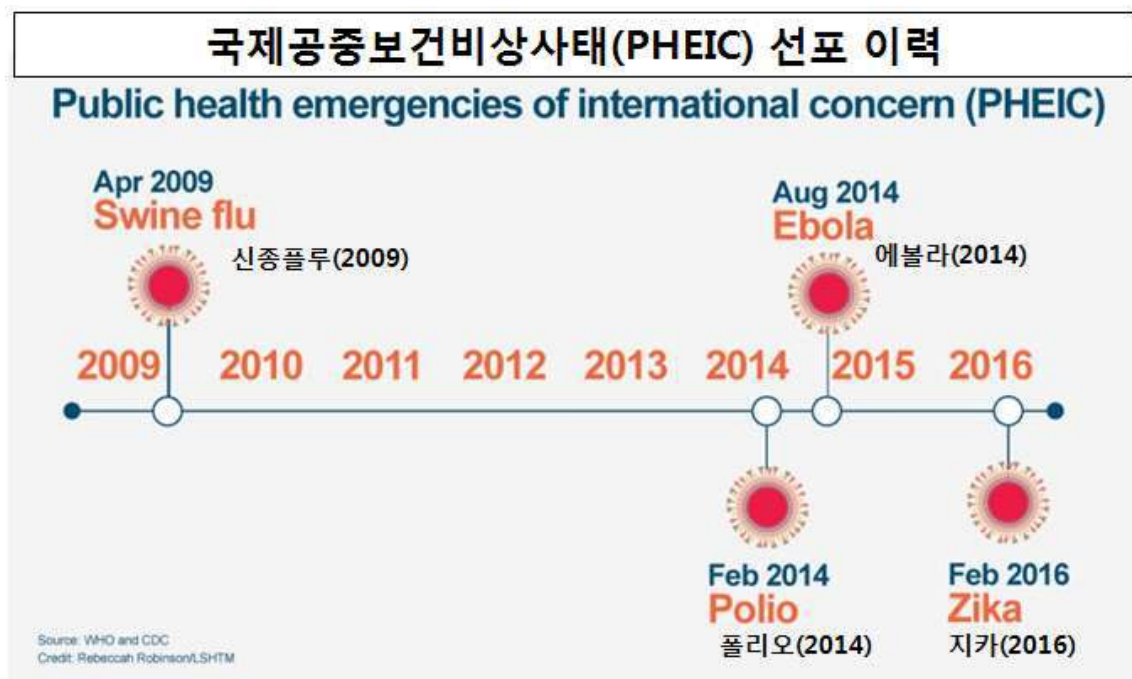 국제공중보건비상사태(PHEIC) 선포 이력
Public health emergencies of international concern (PHEIC)
Apr 2009
Swine flu
신종플루(2009)
Aug 2014
Ebola
에볼라(2014)
2009 2010 2011 2012 2013 2014 2015 2016
Feb 2014
Polio
폴리오(2014)
Feb 2016
Zika
지카(2016)
Source: WHO and CDC
Credit: Rebeccah Robinson/LSHTM